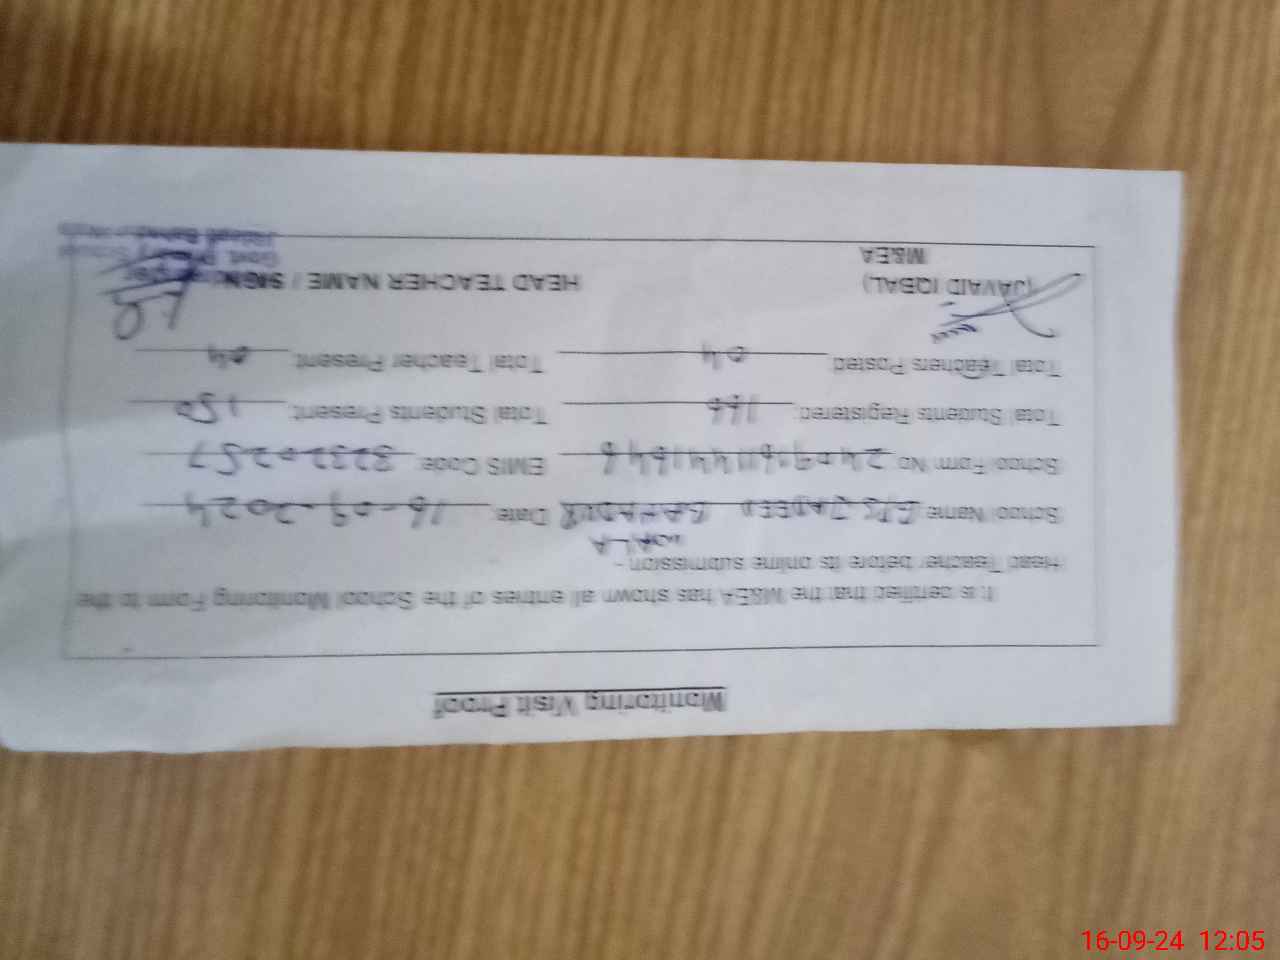 Monitoring Visit Proof
It is certified that the M&EA has shown all entries of the School Monitoring Form to the
Head Teacher before its online submission.-
WALA
School Name: GPS JADEED BAHADUR Date: 16-09-2024
School Form No. EMIS Code: 32320257
Total Students Registered: 166 Total Students Present: 150
Total Teachers Posted: 04 Total Teacher Present: 04
(JAVAID IQBAL) HEAD TEACHER NAME / SIGN:
M&EA
16-09-24 12:05